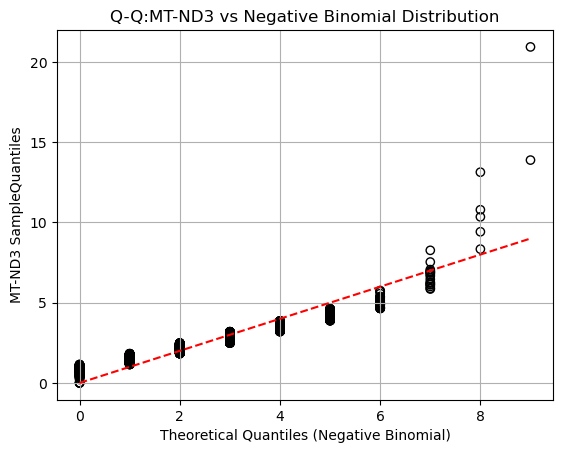 Q-Q:MT-ND3 vs Negative Binomial Distribution
MT-ND3 SampleQuantiles
20
15
10
5
0
0 2 4 6 8
Theoretical Quantiles (Negative Binomial)